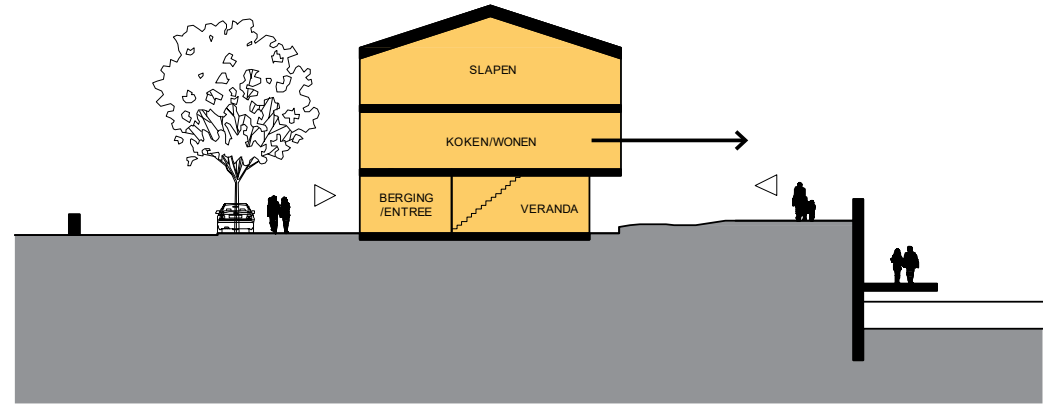 SLAPEN
KOKEN/WONEN
BERGING
/ENTREE
VERANDA